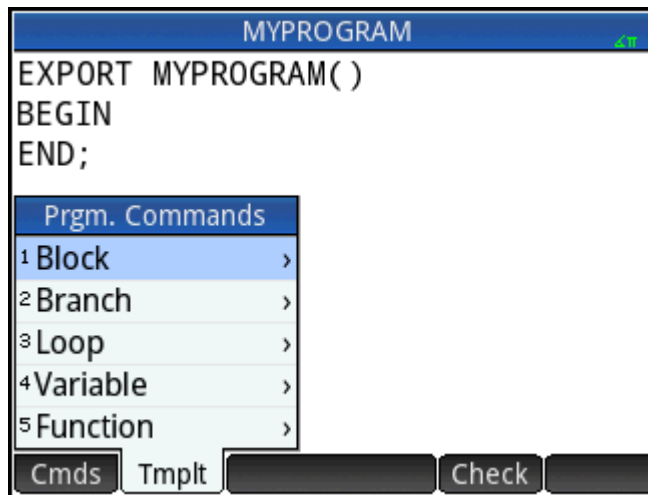 MYPROGRAM
∡π
EXPORT MYPROGRAM()
BEGIN
END;
Prgm. Commands
1 Block ›
2 Branch ›
3 Loop ›
4 Variable ›
5 Function ›
Cmds Tmplt Check